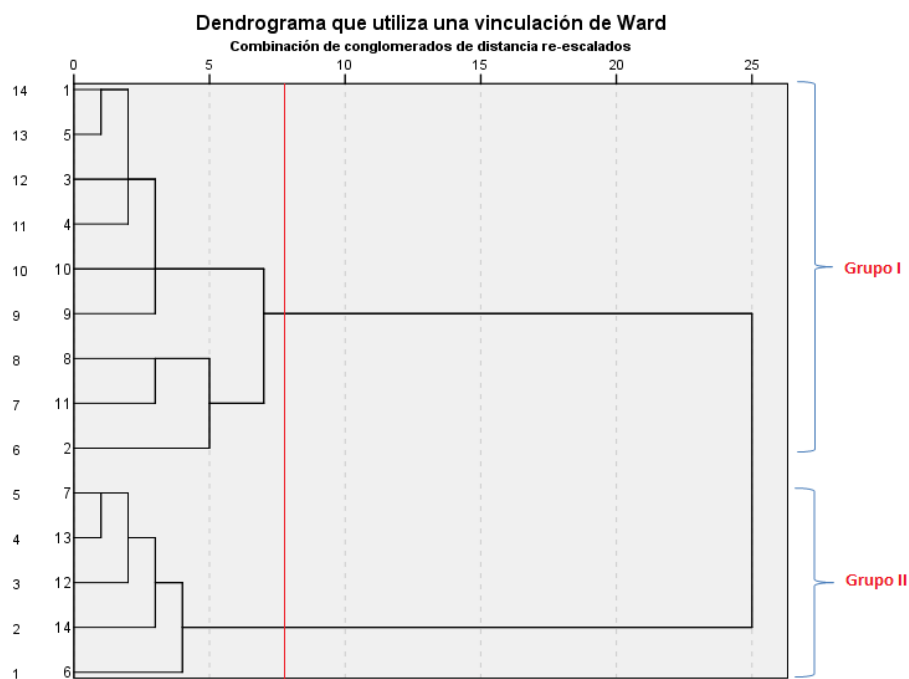 Dendrograma que utiliza una vinculación de Ward
Combinación de conglomerados de distancia re-escalados
0 5 10 15 20 25
14 1
13 5
12 3
11 4
10 10
Grupo I
9 9
8 8
7 11
6 2
5 7
4 13
3 12
Grupo II
2 14
1 6